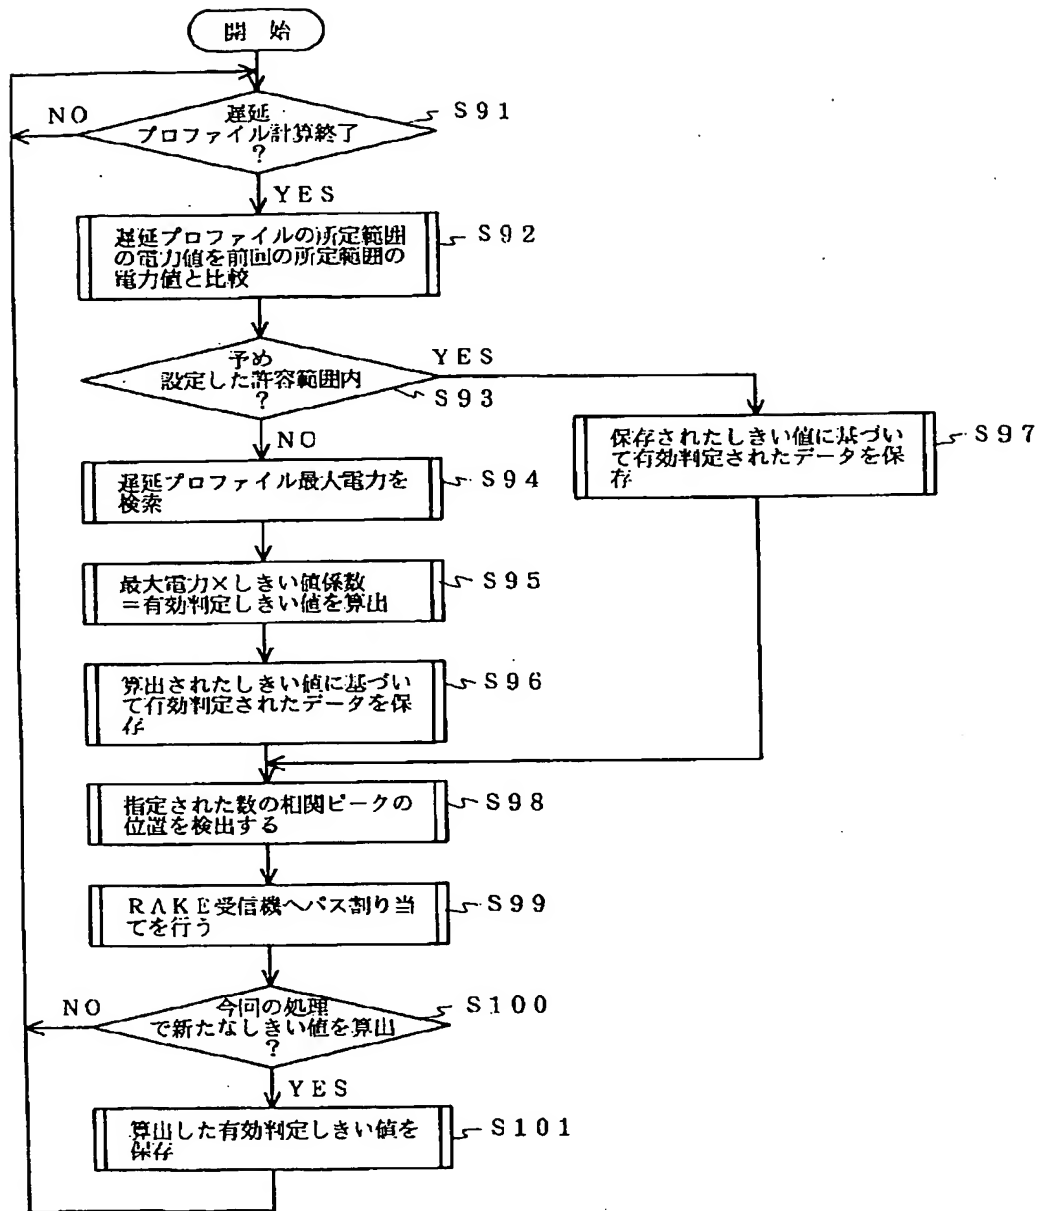 開 始
NO
遅延
プロファイル計算終了
?
S91
YES
遅延プロファイルの所定範囲
の電力値を前回の所定範囲の
電力値と比較
S92
予め
設定した許容範囲内
?
YES
S93
NO
保存されたしきい値に基づい
て有効判定されたデータを保
存
S97
遅延プロファイル最大電力を
検索
S94
最大電力×しきい値係数
=有効判定しきい値を算出
S95
算出されたしきい値に基づい
て有効判定されたデータを保
存
S96
指定された数の相関ピークの
位置を検出する
S98
RAKE受信機へパス割り当
てを行う
S99
NO
今回の処理
で新たなしきい値を算出
?
S100
YES
算出した有効判定しきい値を
保存
S101